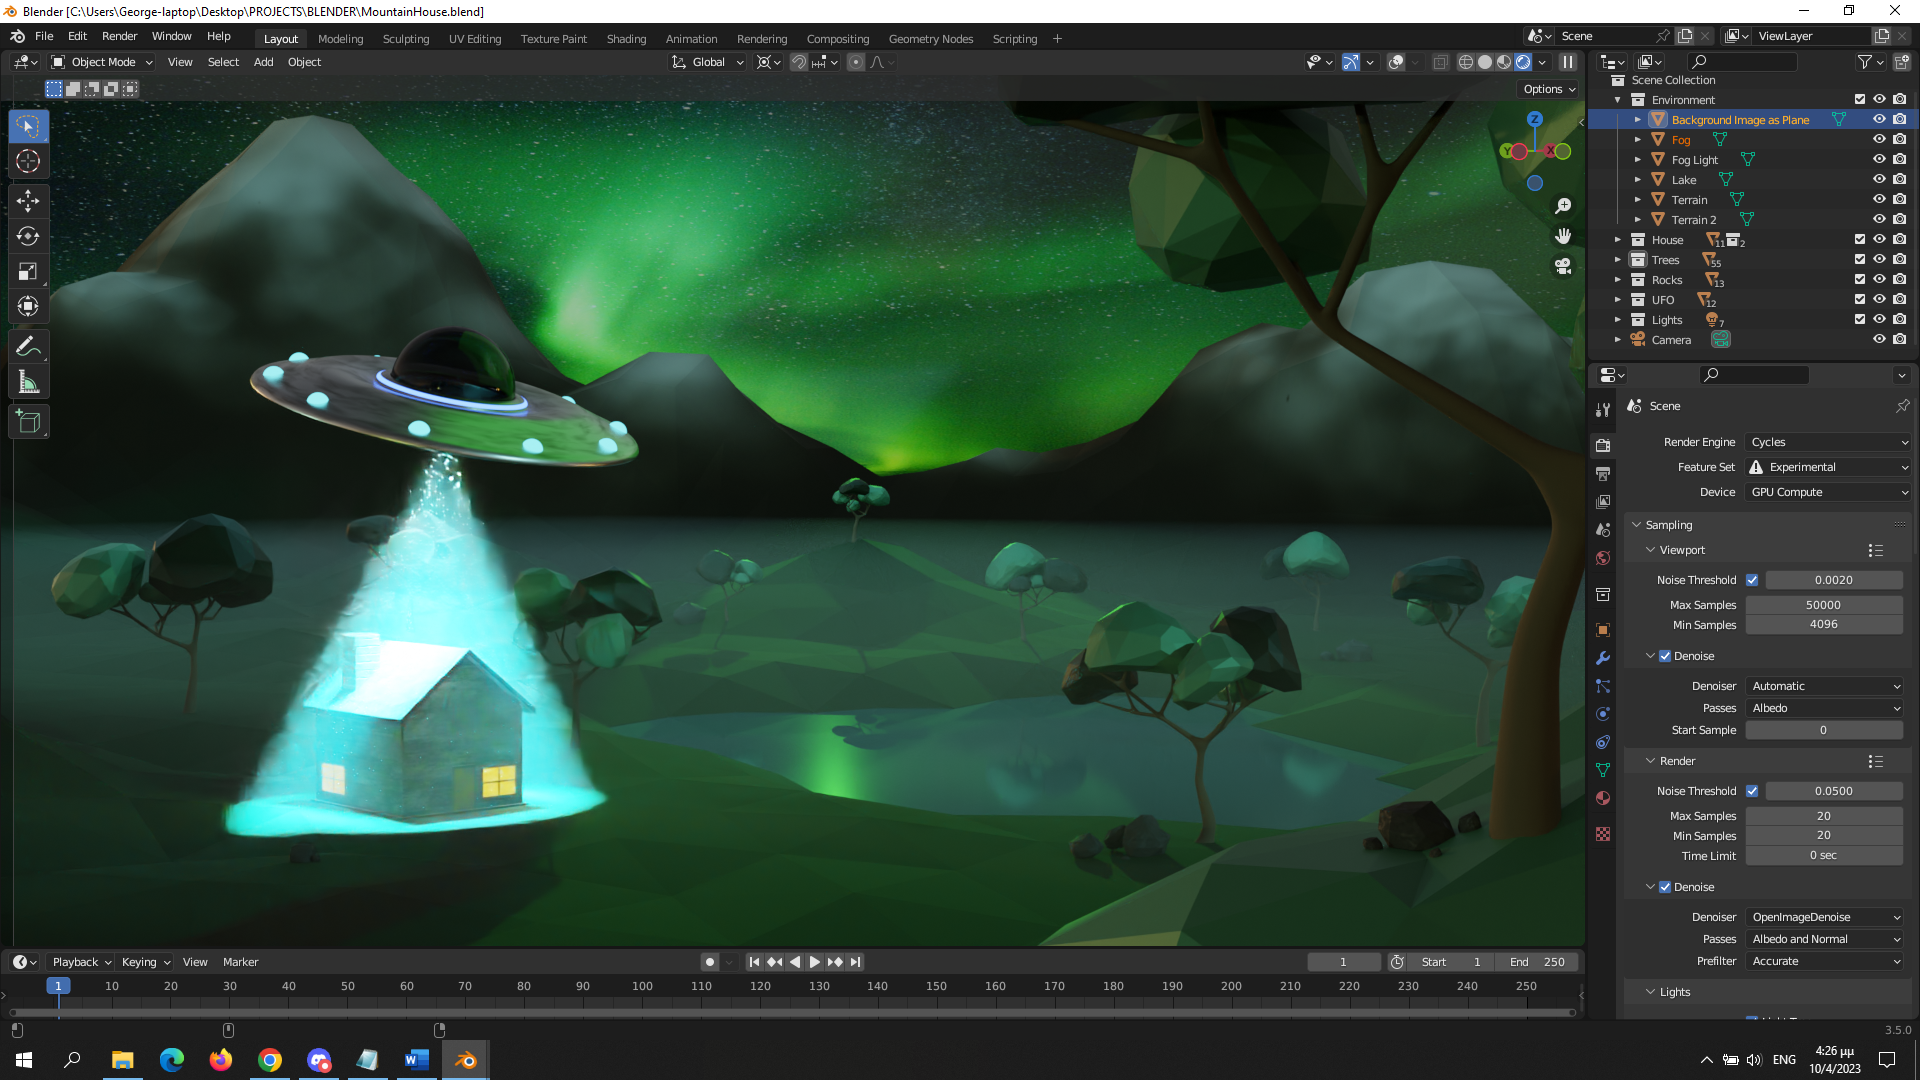 Blender [C:\Users\George-laptop\Desktop\PROJECTS\BLENDER\MountainHouse.blend]
File Edit Render Window Help Layout Modeling Sculpting UV Editing Texture Paint Shading Animation Rendering Compositing Geometry Nodes Scripting + Scene ViewLayer
Object Mode View Select Add Object Global
Options
Z
Y X
Scene Collection
Environment
Background Image as Plane
Fog
Fog Light
Lake
Terrain
Terrain 2
House 11 2
Trees 55
Rocks 13
UFO 12
Lights 7
Camera
Scene
Render Engine Cycles
Feature Set Experimental
Device GPU Compute
Sampling
Viewport
Noise Threshold 0.0020
Max Samples 50000
Min Samples 4096
Denoise
Denoiser Automatic
Passes Albedo
Start Sample 0
Render
Noise Threshold 0.0500
Max Samples 20
Min Samples 20
Time Limit 0 sec
Denoise
Denoiser OpenImageDenoise
Passes Albedo and Normal
Prefilter Accurate
Lights
Playback Keying View Marker 1 Start 1 End 250
1 10 20 30 40 50 60 70 80 90 100 110 120 130 140 150 160 170 180 190 200 210 220 230 240 250
3.5.0
ENG
4:26 μμ
10/4/2023